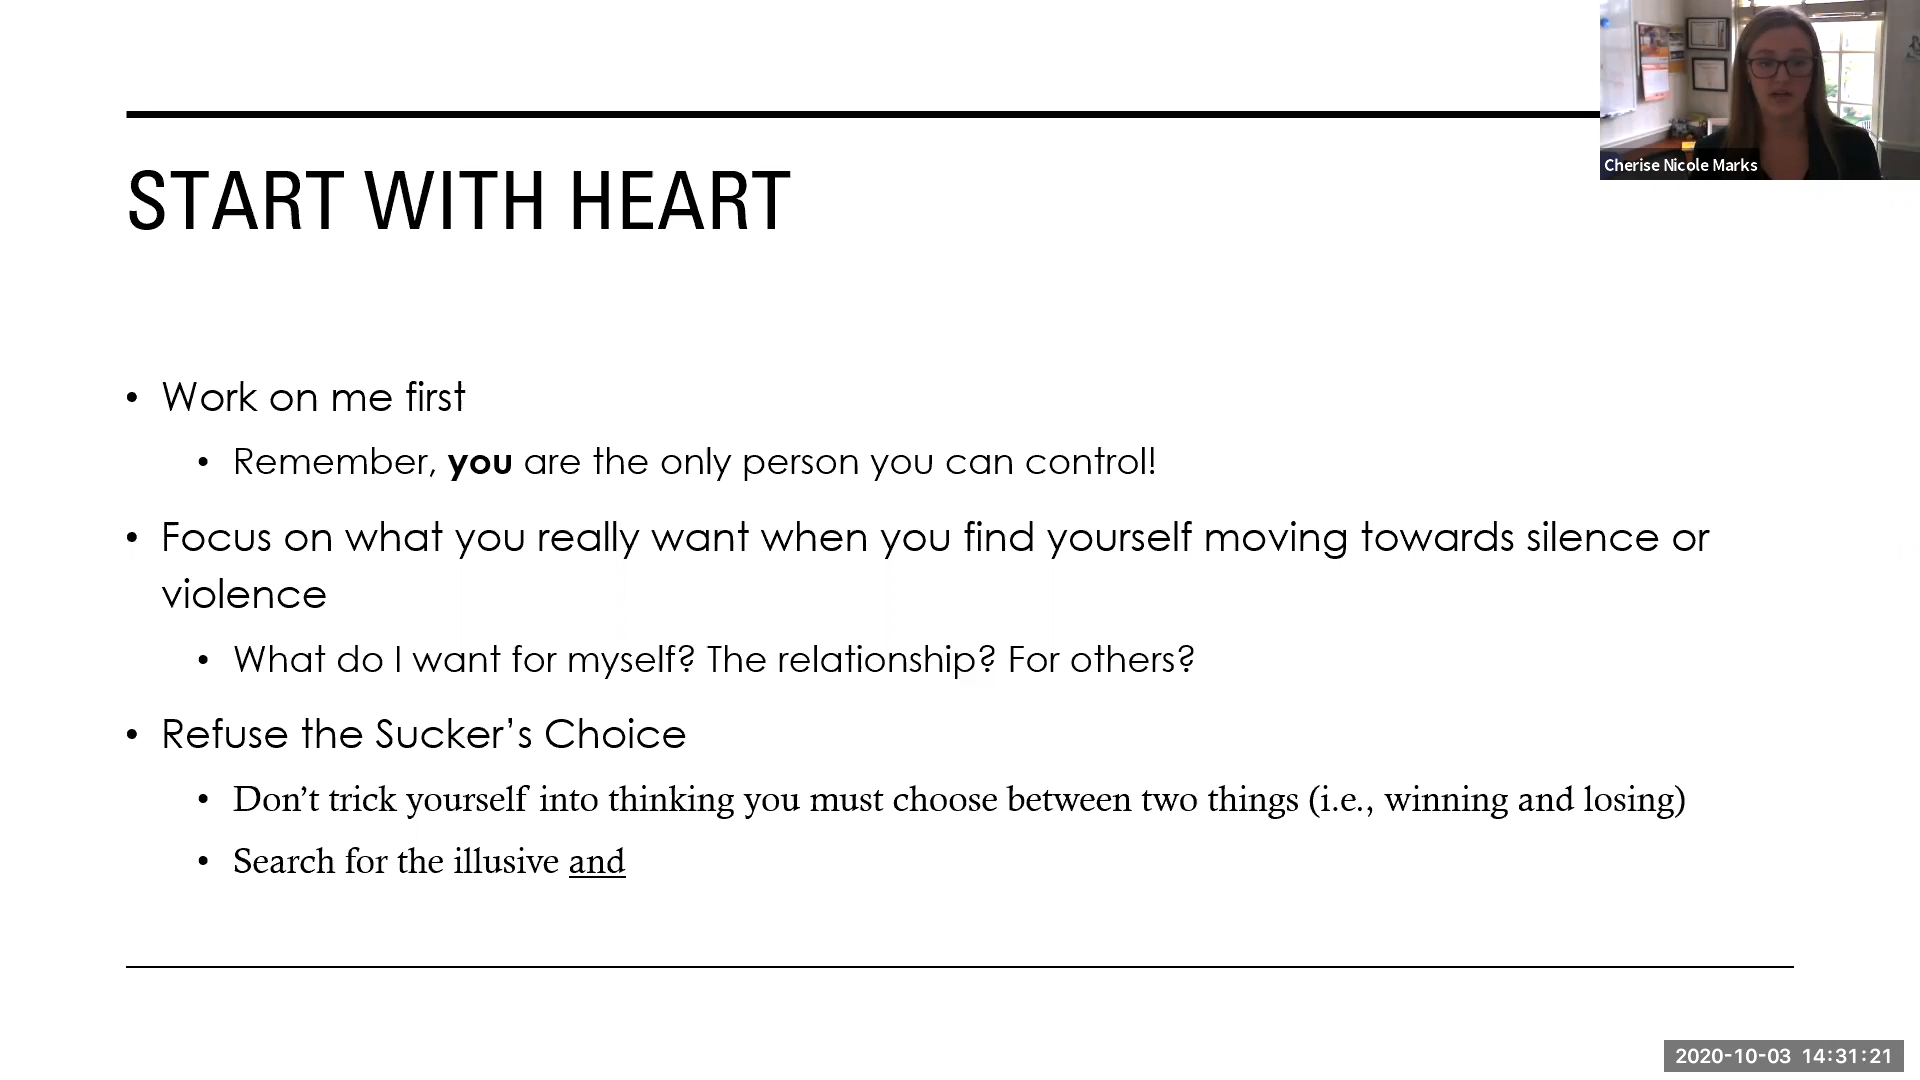 Cherise Nicole Marks
START WITH HEART
• Work on me first
• Remember, you are the only person you can control!
• Focus on what you really want when you find yourself moving towards silence or
violence
• What do I want for myself? The relationship? For others?
• Refuse the Sucker’s Choice
• Don’t trick yourself into thinking you must choose between two things (i.e., winning and losing)
• Search for the illusive and
2020-10-03 14:31:21